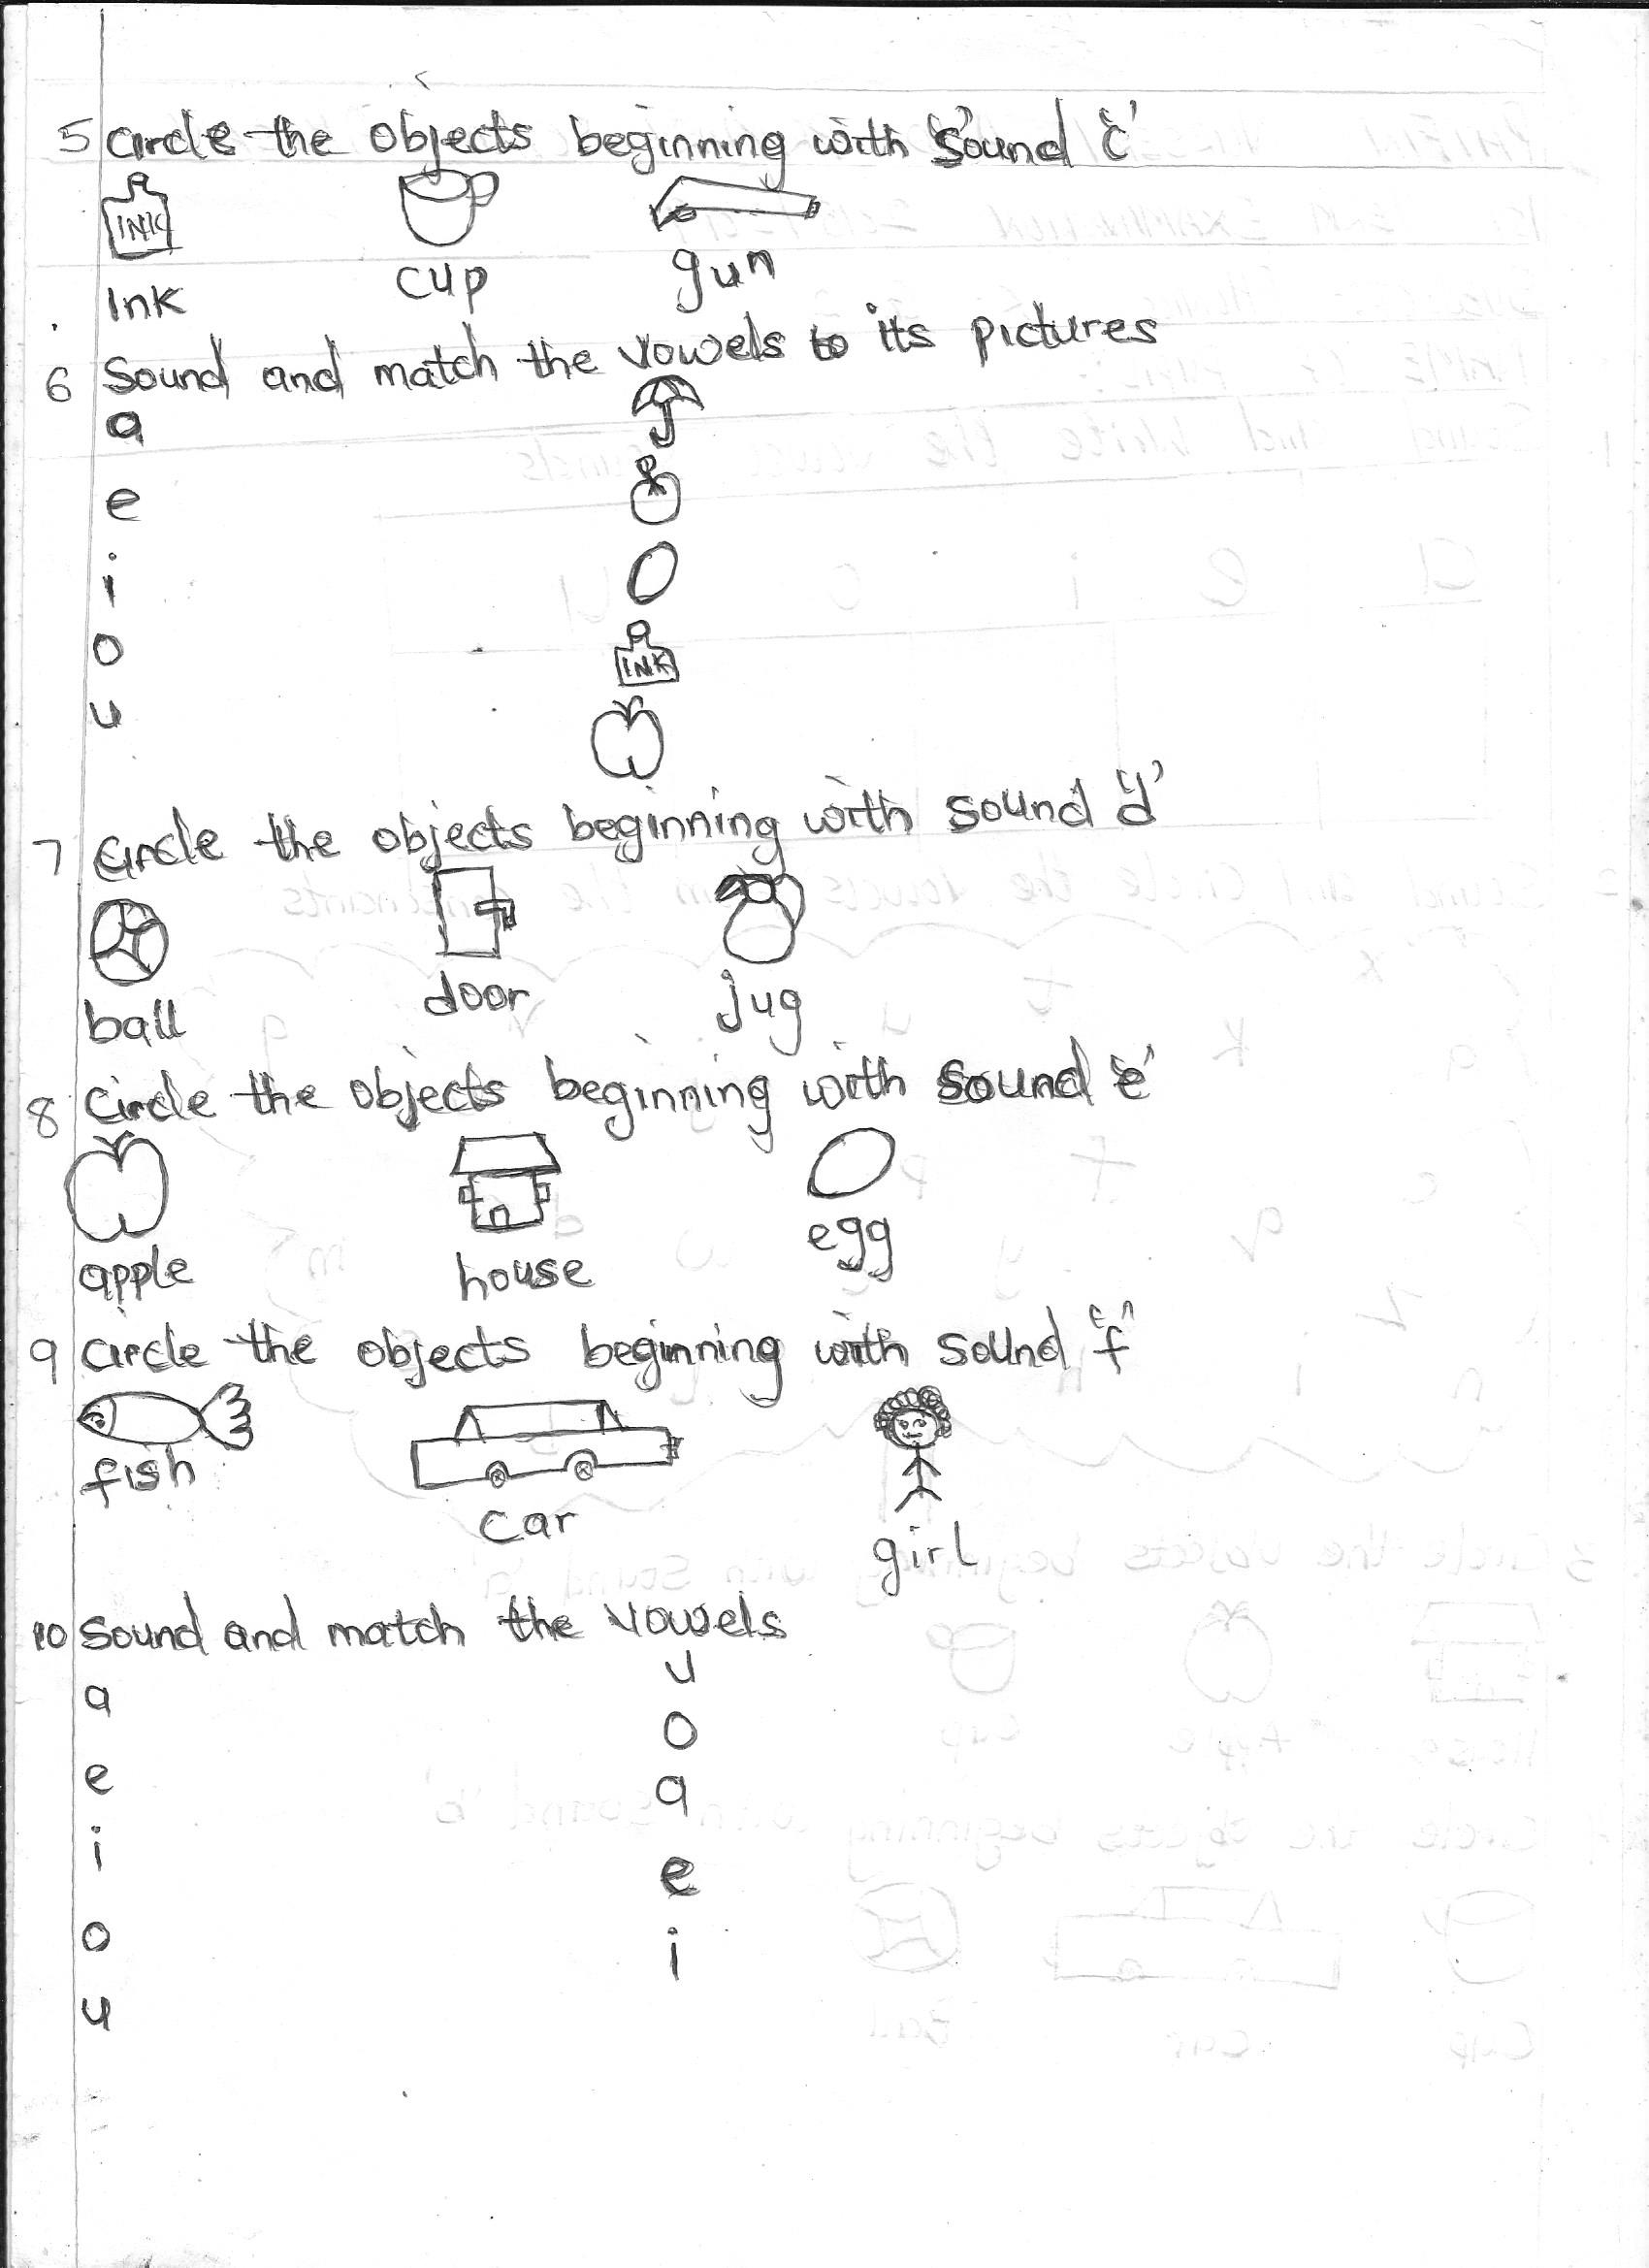 5 Circle the objects beginning with "sound "c"
INK
Ink cup gun
6 Sound and match the vowels to its pictures
a
e
i
o
INK
u
7 Circle the objects beginning with sound "d"
ball door jug
8 Circle the objects beginning with sound "e"
apple house egg
9 Circle the objects beginning with sound "f"
fish car girl
10 Sound and match the vowels
a u
e o
i a
o e
u i